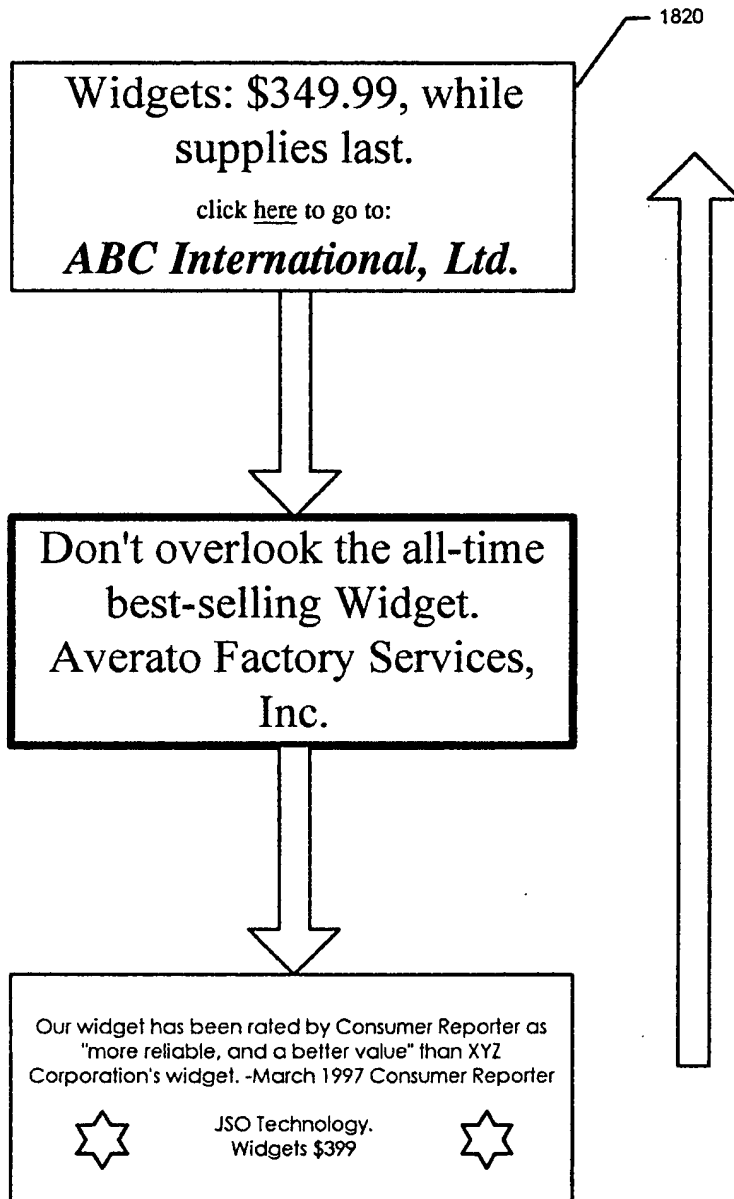 1820
Widgets: $349.99, while
supplies last.
click here to go to:
ABC International, Ltd.
Don't overlook the all-time
best-selling Widget.
Averato Factory Services,
Inc.
Our widget has been rated by Consumer Reporter as
"more reliable, and a better value" than XYZ
Corporation's widget. -March 1997 Consumer Reporter
JSO Technology.
Widgets $399